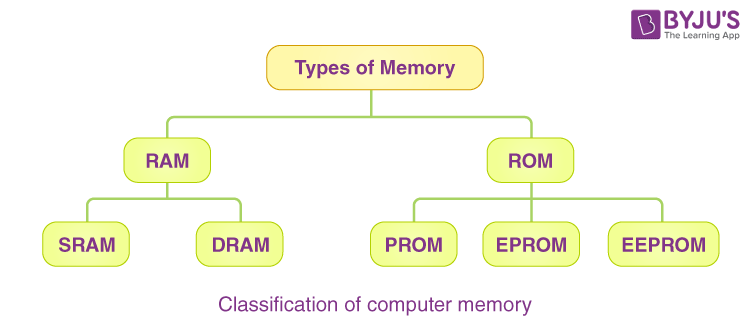 BYJU'S
The Learning App
Types of Memory
RAM
ROM
SRAM
DRAM
PROM
EPROM
EEPROM
Classification of computer memory